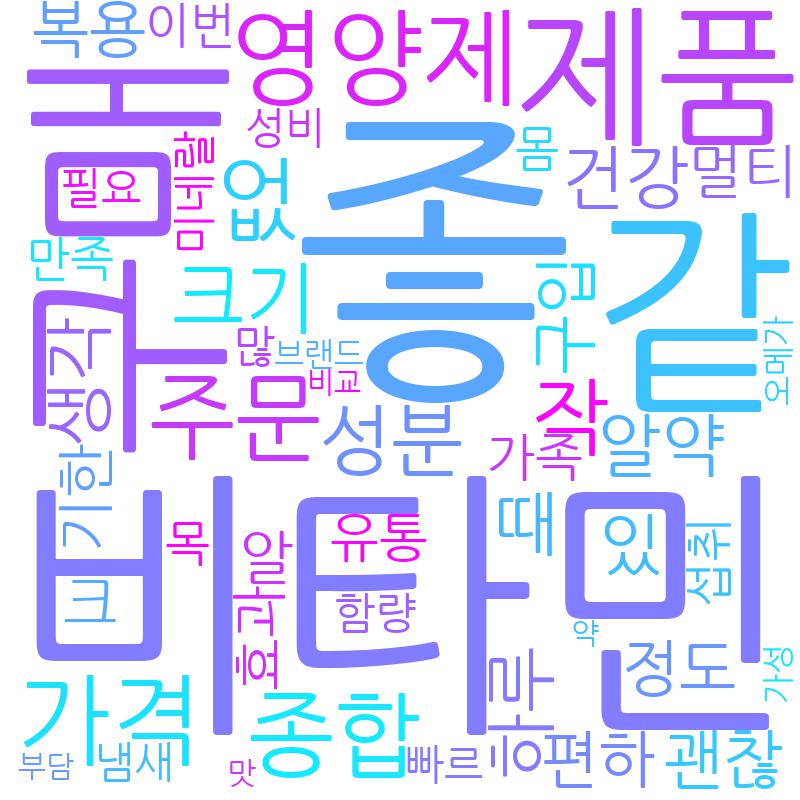 복용
이번
영양제
제품
먹
성비
종
몸
건강
멀티
필요
미네랄
없
만족
크기
구입
같
오메가
생각
많
브랜드
비교
주문
성분
작
가족
알약
기한
비타민
목
알
유통
때
있
섭취
크
함량
효과
약
하루
정도
가성
가격
종합
부담
냄새
맛
빠르
편하
괜찮